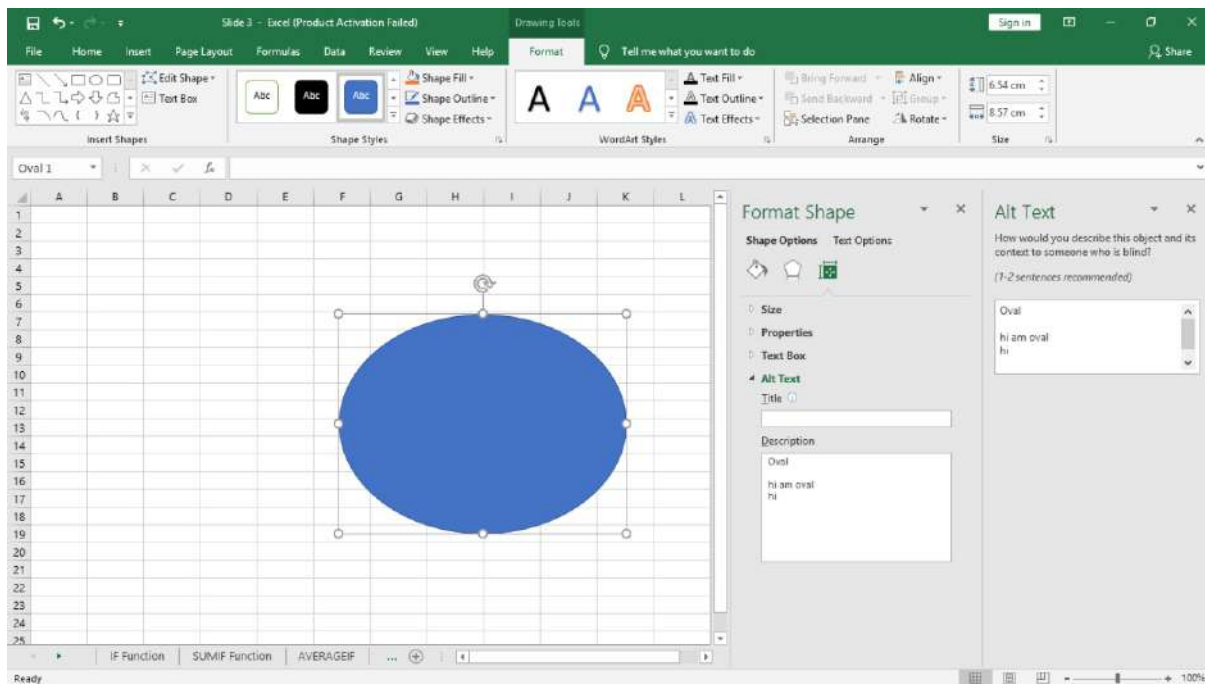 Slide 3 - Excel (Product Activation Failed)
Drawing Tools
Sign in
File Home Insert Page Layout Formulas Data Review View Help Format Tell me what you want to do Share
Edit Shape
Text Box
Insert Shapes
Abc Abc Abc
Shape Fill
Shape Outline
Shape Effects
Shape Styles
A A A
Text Fill
Text Outline
Text Effects
WordArt Styles
Bring Forward
Send Backward
Selection Pane
Align
Group
Rotate
Arrange
6.54 cm
8.57 cm
Size
Oval 1
fx
A B C D E F G H I J K L
1
2
3
4
5
6
7
8
9
10
11
12
13
14
15
16
17
18
19
20
21
22
23
24
25
Format Shape
Shape Options Text Options
Size
Properties
Text Box
Alt Text
Title
Description
Oval
hi am oval
hi
Alt Text
How would you describe this object and its
context to someone who is blind?
(1-2 sentences recommended)
Oval
hi am oval
hi
IF Function SUMIF Function AVERAGEIF ...
Ready
100%